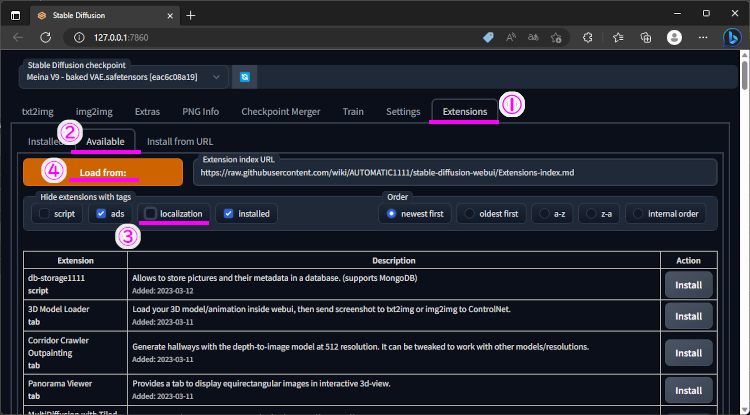 Stable Diffusion
127.0.0.1:7860
Stable Diffusion checkpoint
Meina V9 - baked VAE.safetensors [eac6c08a19]
txt2img img2img Extras PNG Info Checkpoint Merger Train Settings Extensions ①
Installed ② Available Install from URL
④ Load from:
Extension index URL
https://raw.githubusercontent.com/wiki/AUTOMATIC1111/stable-diffusion-webui/Extensions-index.md
Hide extensions with tags
script ads localization installed
③
Order
newest first oldest first a-z z-a internal order
Extension Description Action
db-storage1111
script
Allows to store pictures and their metadata in a database. (supports MongoDB)
Added: 2023-03-12
Install
3D Model Loader
tab
Load your 3D model/animation inside webui, then send screenshot to txt2img or img2img to ControlNet.
Added: 2023-03-11
Install
Corridor Crawler
Outpainting
tab
Generate hallways with the depth-to-image model at 512 resolution. It can be tweaked to work with other models/resolutions.
Added: 2023-03-11
Install
Panorama Viewer
tab
Provides a tab to display equirectangular images in interactive 3d-view.
Added: 2023-03-11
Install
MultiDiffusion with Tiled